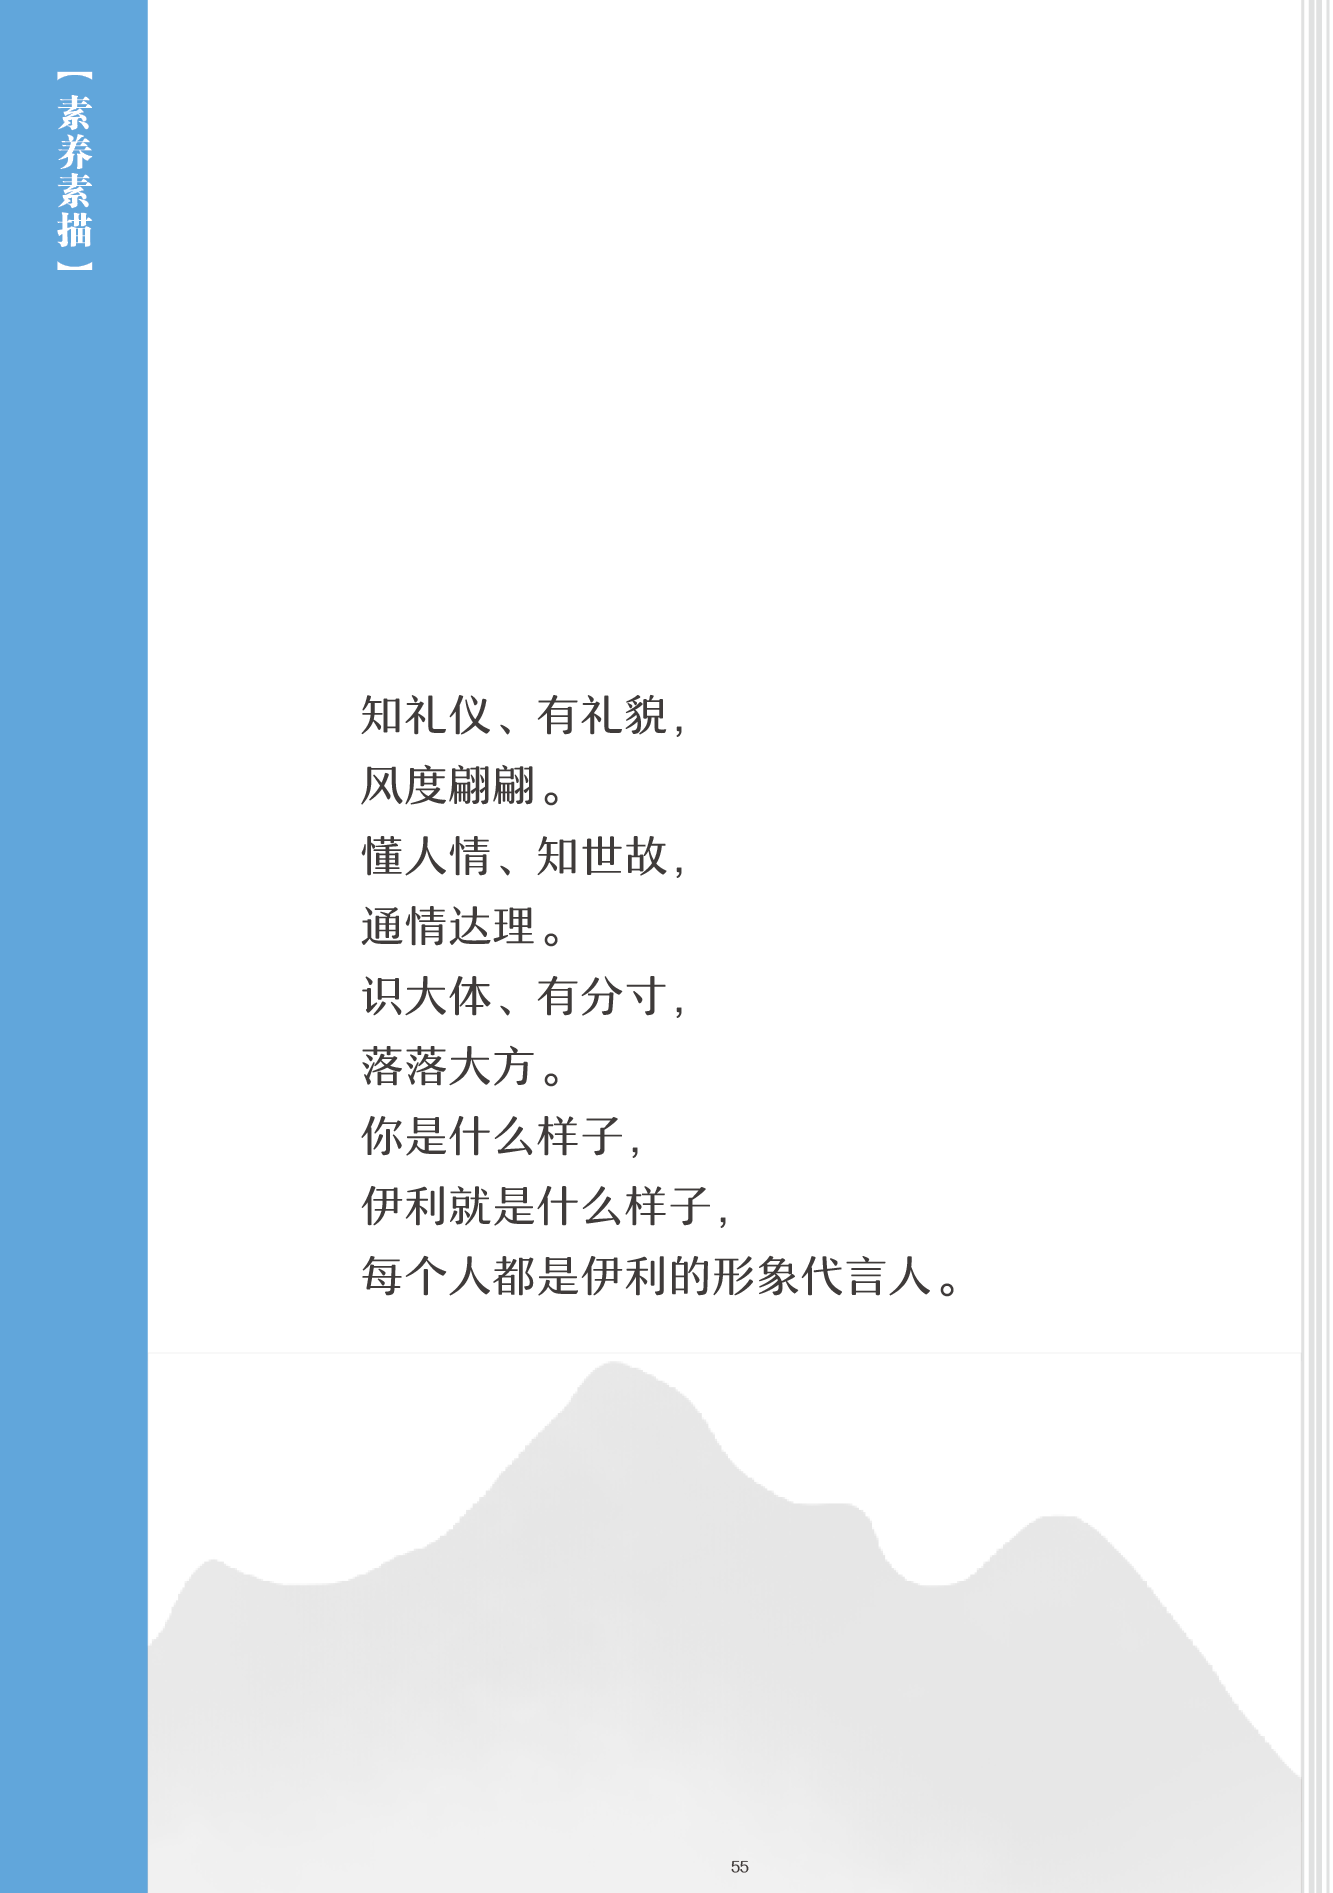 【素养素描】
知礼仪、有礼貌,
风度翩翩。
懂人情、知世故,
通情达理。
识大体、有分寸,
落落大方。
你是什么样子,
伊利就是什么样子,
每个人都是伊利的形象代言人。
55